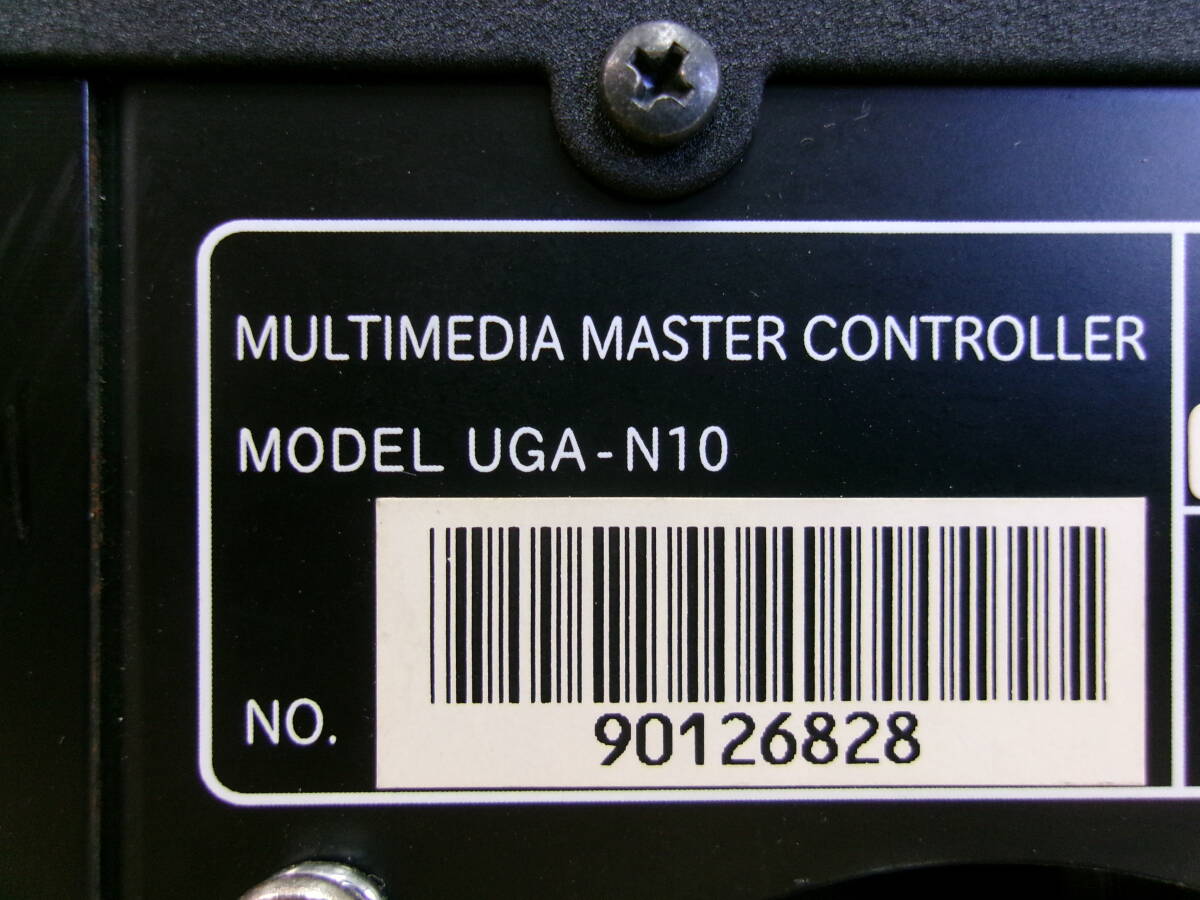 MULTIMEDIA MASTER CONTROLLER
MODEL UGA-N10
NO.
90126828